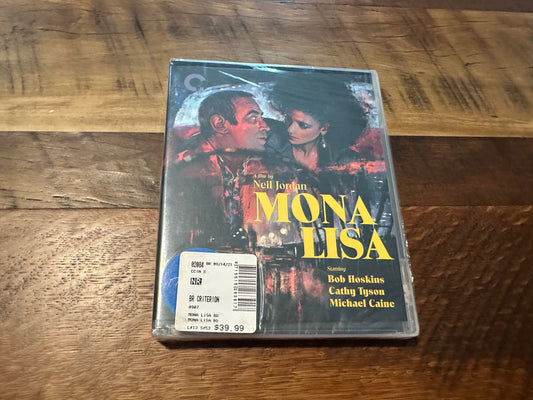 A film by
Neil Jordan
MONA
LISA
Starring
Bob Hoskins
Cathy Tyson
Michael Caine
NR
BR CRITERION
MONA LISA BD
MONA LISA BD
$39.99